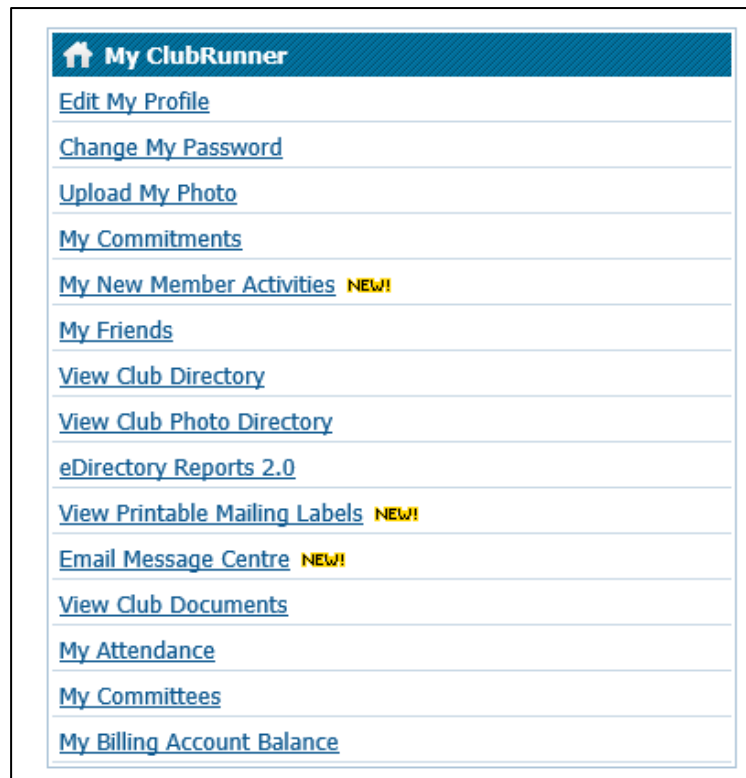 My ClubRunner
Edit My Profile
Change My Password
Upload My Photo
My Commitments
My New Member Activities NEW!
My Friends
View Club Directory
View Club Photo Directory
eDirectory Reports 2.0
View Printable Mailing Labels NEW!
Email Message Centre NEW!
View Club Documents
My Attendance
My Committees
My Billing Account Balance